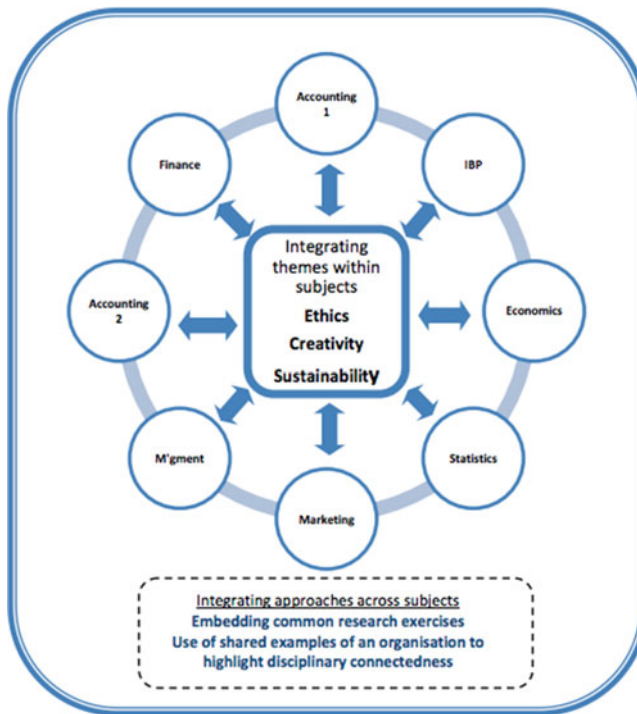 Accounting
1
Finance
IBP
Integrating
themes within
subjects
Ethics
Creativity
Sustainability
Accounting
2
Economics
M'gment
Statistics
Marketing
Integrating approaches across subjects
Embedding common research exercises
Use of shared examples of an organisation to
highlight disciplinary connectedness